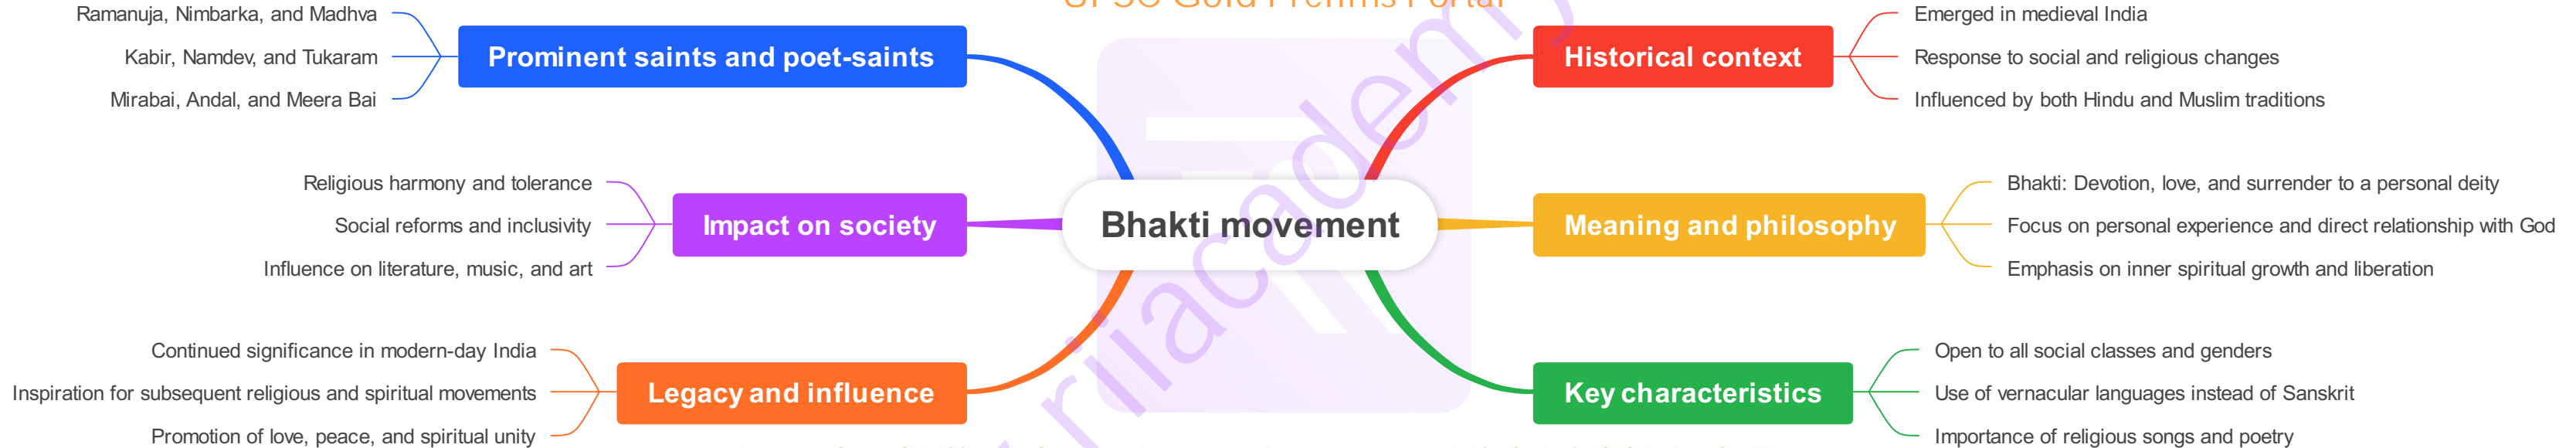 UPSC Gold Prelims Portal
Ramanuja, Nimbarka, and Madhva
Kabir, Namdev, and Tukaram
Mirabai, Andal, and Meera Bai
Prominent saints and poet-saints
Religious harmony and tolerance
Social reforms and inclusivity
Influence on literature, music, and art
Impact on society
Continued significance in modern-day India
Inspiration for subsequent religious and spiritual movements
Promotion of love, peace, and spiritual unity
Legacy and influence
Bhakti movement
Historical context
Emerged in medieval India
Response to social and religious changes
Influenced by both Hindu and Muslim traditions
Meaning and philosophy
Bhakti: Devotion, love, and surrender to a personal deity
Focus on personal experience and direct relationship with God
Emphasis on inner spiritual growth and liberation
Key characteristics
Open to all social classes and genders
Use of vernacular languages instead of Sanskrit
Importance of religious songs and poetry